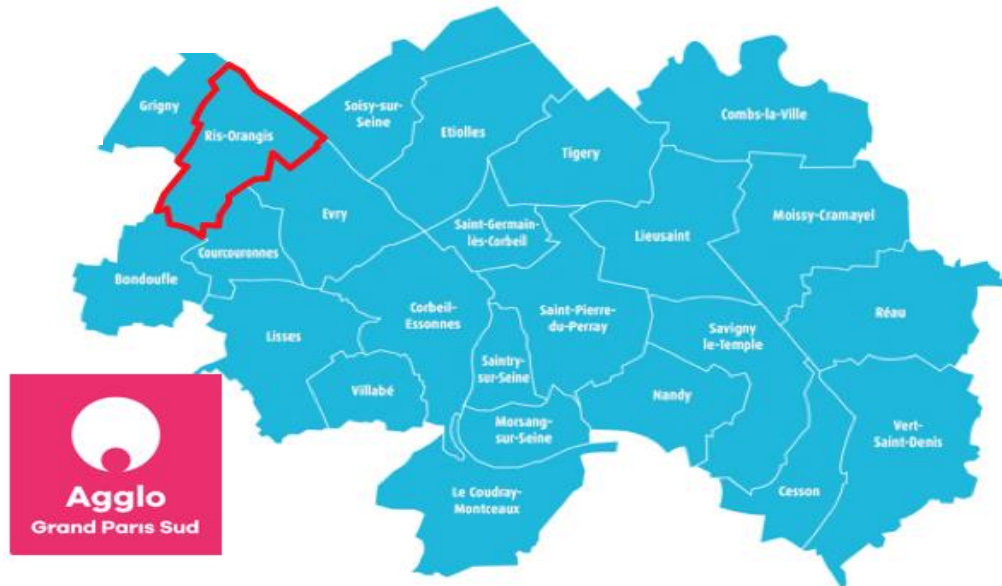 Grigny
Ris-Orangis
Soisy-sur-
Seine
Etiolles
Tigery
Combs-la-Ville
Evry
Saint-Germain-
lès-Corbeil
Lieusaint
Moissy-Cramayel
Courcouronnes
Bondoufle
Lisses
Corbeil-
Essonnes
Saint-Pierre-
du-Perray
Savigny
le-Temple
Réau
Villabé
Saintry-
sur-Seine
Nandy
Morsang-
sur-Seine
Vert-
Saint-Denis
Le Coudray-
Montceaux
Cesson
Agglo
Grand Paris Sud